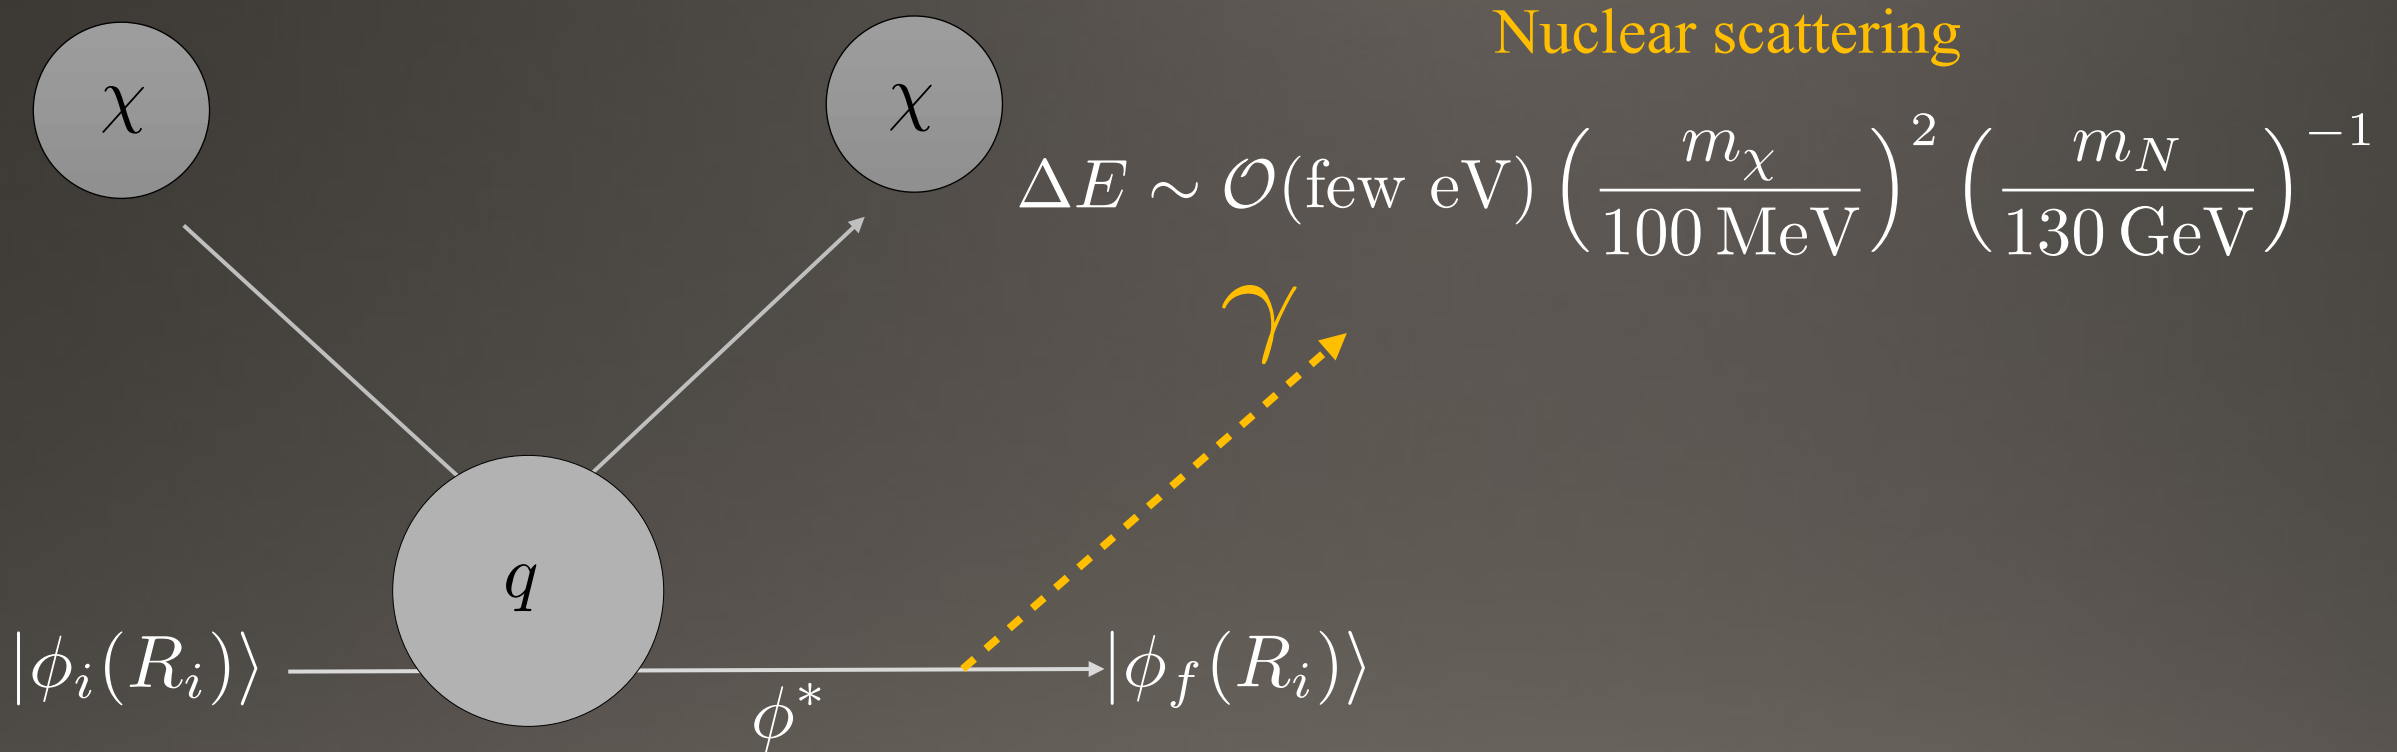 Nuclear scattering
χ
χ
ΔE ∼ 𝒪(few eV) (m_χ / 100 MeV)^2 (m_N / 130 GeV)^{−1}
γ
q
|ϕ_i(R_i)⟩
|ϕ_f(R_i)⟩
ϕ^*